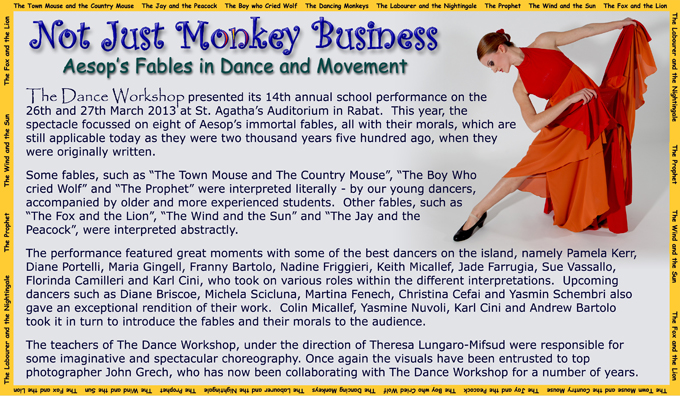 The Town Mouse and the Country Mouse The Jay and the Peacock The Boy who Cried Wolf The Dancing Monkeys The Labourer and the Nightingale The Prophet The Wind and the Sun The Fox and the Lion
Not Just Monkey Business
Aesop's Fables in Dance and Movement
The Dance Workshop presented its 14th annual school performance on the
26th and 27th March 2013 at St. Agatha's Auditorium in Rabat. This year, the
spectacle focussed on eight of Aesop's immortal fables, all with their morals, which are
still applicable today as they were two thousand years five hundred ago, when they
were originally written.
Some fables, such as "The Town Mouse and The Country Mouse", "The Boy Who
cried Wolf" and "The Prophet" were interpreted literally - by our young dancers,
accompanied by older and more experienced students. Other fables, such as
"The Fox and the Lion", "The Wind and the Sun" and "The Jay and the
Peacock", were interpreted abstractly.
The performance featured great moments with some of the best dancers on the island, namely Pamela Kerr,
Diane Portelli, Maria Gingell, Franny Bartolo, Nadine Friggieri, Keith Micallef, Jade Farrugia, Sue Vassallo,
Florinda Camilleri and Karl Cini, who took on various roles within the different interpretations. Upcoming
dancers such as Diane Briscoe, Michela Scicluna, Martina Fenech, Christina Cefai and Yasmin Schembri also
gave an exceptional rendition of their work. Colin Micallef, Yasmine Nuvoli, Karl Cini and Andrew Bartolo
took it in turn to introduce the fables and their morals to the audience.
The teachers of The Dance Workshop, under the direction of Theresa Lungaro-Mifsud were responsible for
some imaginative and spectacular choreography. Once again the visuals have been entrusted to top
photographer John Grech, who has now been collaborating with The Dance Workshop for a number of years.
The Labourer and the Nightingale The Prophet The Wind and the Sun The Fox and the Lion
The Labourer and the Nightingale The Prophet The Wind and the Sun The Fox and the Lion
The Town Mouse and the Country Mouse The Jay and the Peacock The Boy who Cried Wolf The Dancing Monkeys The Labourer and the Nightingale The Prophet The Wind and the Sun The Fox and the Lion